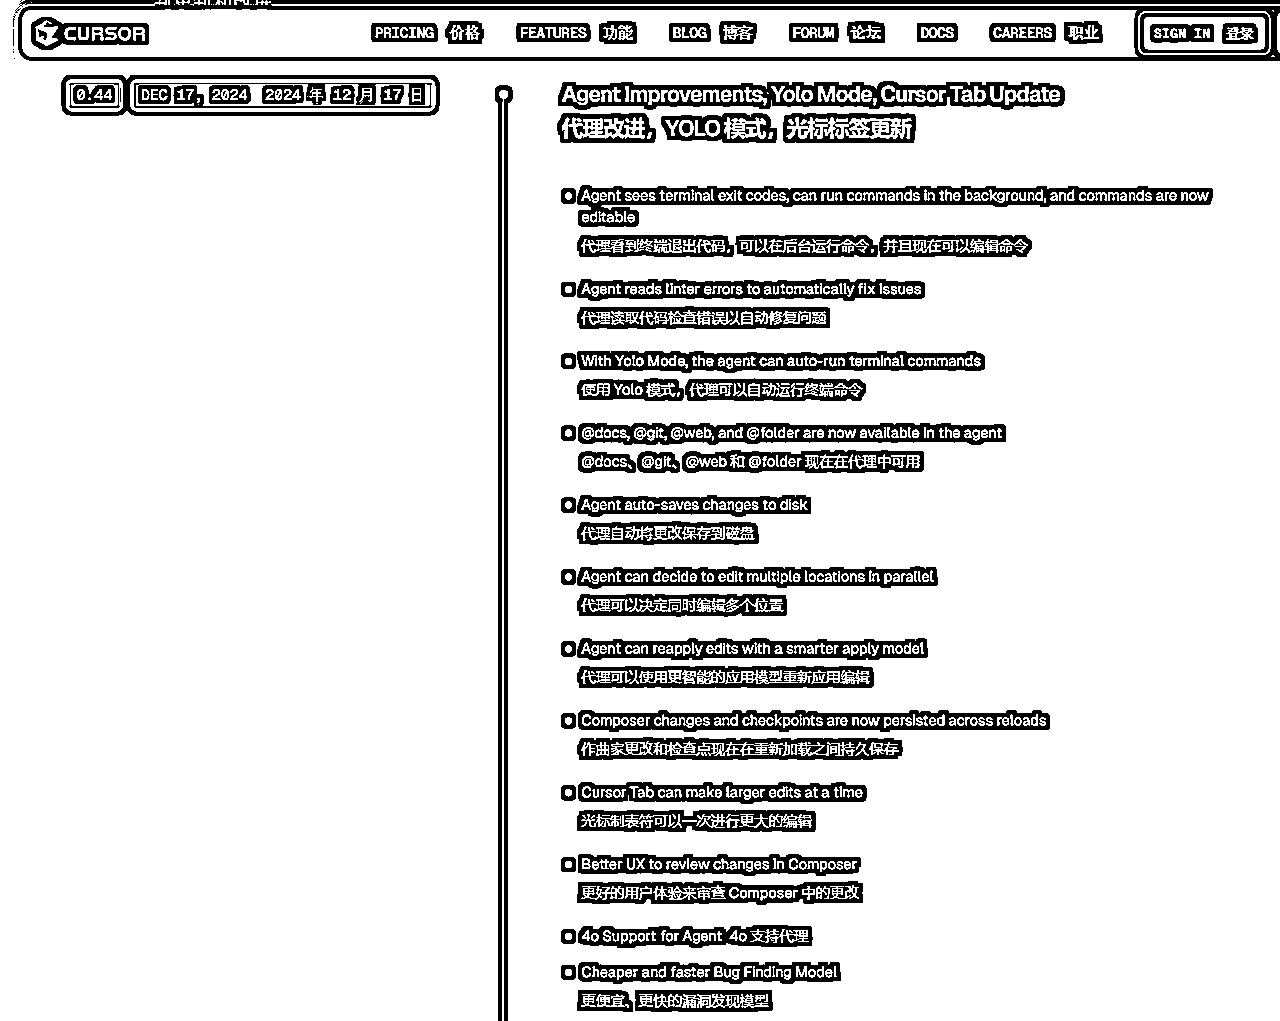 CURSOR
PRICING 价格 FEATURES 功能 BLOG 博客 FORUM 论坛 DOCS CAREERS 职业 SIGN IN 登录
0.44 DEC 17, 2024 2024 年 12 月 17 日
Agent Improvements, Yolo Mode, Cursor Tab Update
代理改进，YOLO 模式，光标标签更新
Agent sees terminal exit codes, can run commands in the background, and commands are now
editable
代理看到终端退出代码，可以在后台运行命令，并且现在可以编辑命令
Agent reads linter errors to automatically fix issues
代理读取代码检查错误以自动修复问题
With Yolo Mode, the agent can auto-run terminal commands
使用 Yolo 模式，代理可以自动运行终端命令
@docs, @git, @web, and @folder are now available in the agent
@docs、@git、@web 和 @folder 现在在代理中可用
Agent auto-saves changes to disk
代理自动将更改保存到磁盘
Agent can decide to edit multiple locations in parallel
代理可以决定同时编辑多个位置
Agent can reapply edits with a smarter apply model
代理可以使用更智能的应用模型重新应用编辑
Composer changes and checkpoints are now persisted across reloads
作曲家更改和检查点现在在重新加载之间持久保存
Cursor Tab can make larger edits at a time
光标制表符可以一次进行更大的编辑
Better UX to review changes in Composer
更好的用户体验来审查 Composer 中的更改
4o Support for Agent 4o 支持代理
Cheaper and faster Bug Finding Model
更便宜、更快的漏洞发现模型